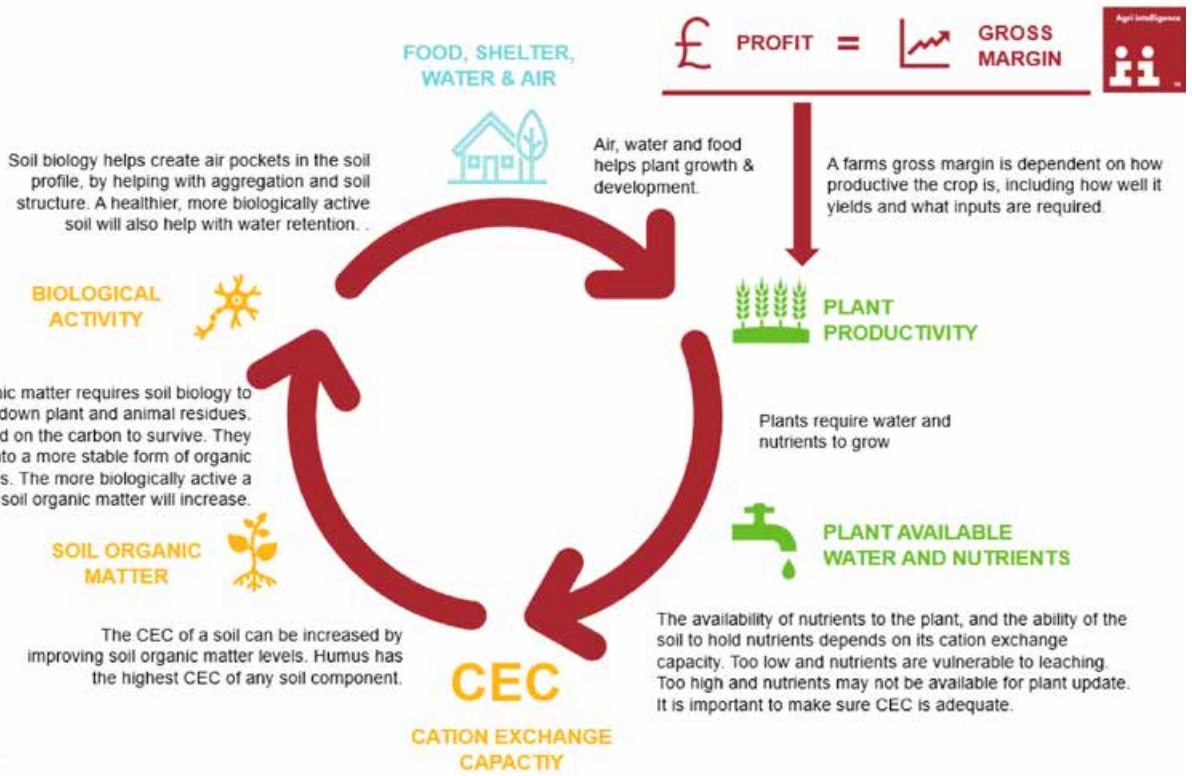 £ PROFIT = GROSS
MARGIN
Agri intelligence
A farms gross margin is dependent on how
productive the crop is, including how well it
yields and what inputs are required.
FOOD, SHELTER,
WATER & AIR
Air, water and food
helps plant growth &
development.
PLANT
PRODUCTIVITY
Plants require water and
nutrients to grow
PLANT AVAILABLE
WATER AND NUTRIENTS
The availability of nutrients to the plant, and the ability of the
soil to hold nutrients depends on its cation exchange
capacity. Too low and nutrients are vulnerable to leaching.
Too high and nutrients may not be available for plant update.
It is important to make sure CEC is adequate.
CEC
CATION EXCHANGE
CAPACTIY
The CEC of a soil can be increased by
improving soil organic matter levels. Humus has
the highest CEC of any soil component.
SOIL ORGANIC
MATTER
matter requires soil biology to
down plant and animal residues.
on the carbon to survive. They
a more stable form of organic
The more biologically active a
soil organic matter will increase.
BIOLOGICAL
ACTIVITY
Soil biology helps create air pockets in the soil
profile, by helping with aggregation and soil
structure. A healthier, more biologically active
soil will also help with water retention. .